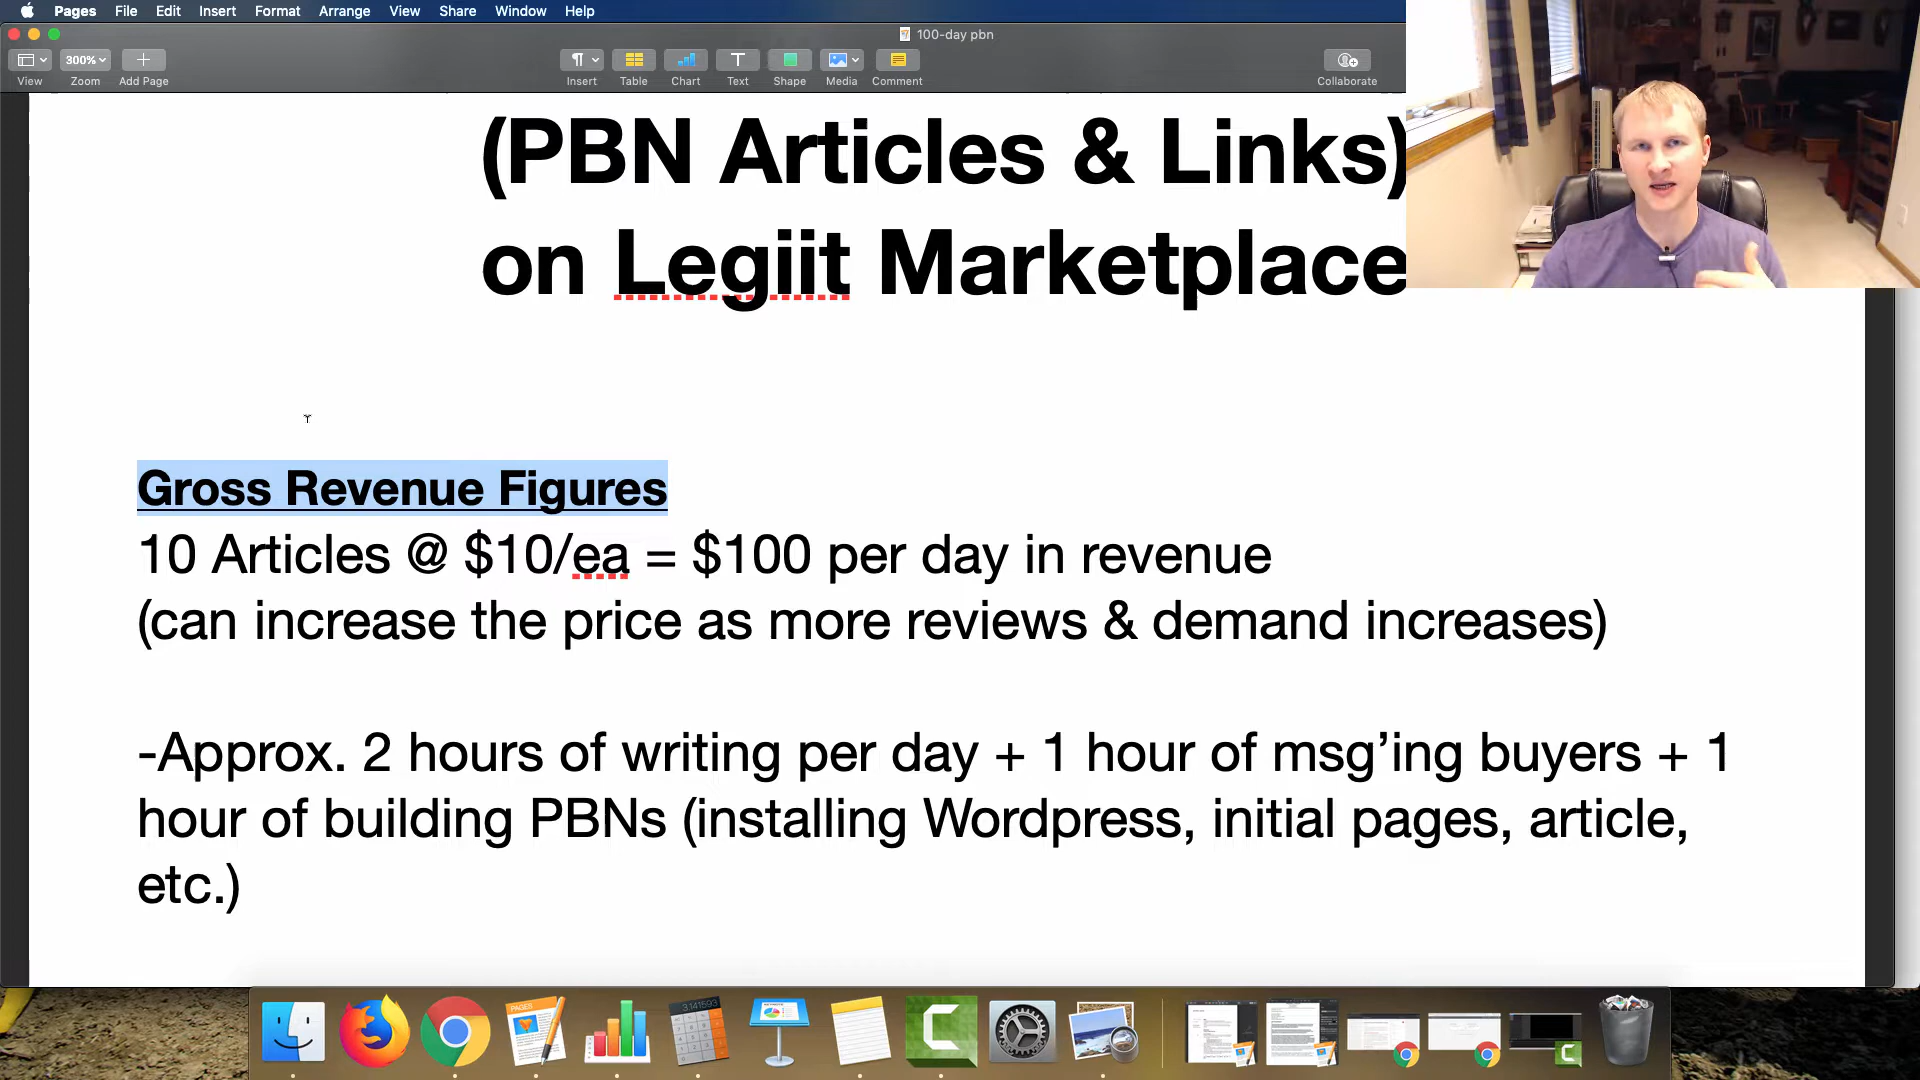 Pages File Edit Insert Format Arrange View Share Window Help
100-day pbn
300%
View Zoom Add Page Insert Table Chart Text Shape Media Comment Collaborate
(PBN Articles & Links)
on Legiit Marketplace
Gross Revenue Figures
10 Articles @ $10/ea = $100 per day in revenue
(can increase the price as more reviews & demand increases)
-Approx. 2 hours of writing per day + 1 hour of msg’ing buyers + 1
hour of building PBNs (installing Wordpress, initial pages, article,
etc.)
PAGES
3.141593